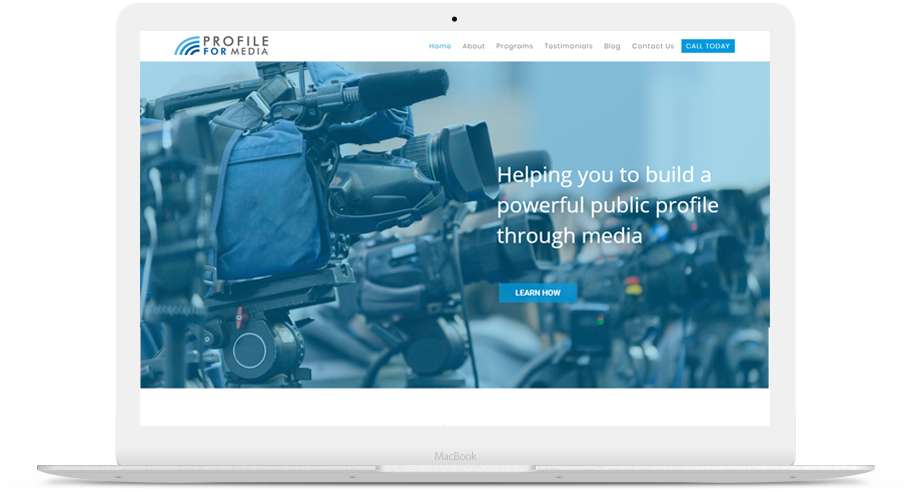 PROFILE
FOR MEDIA
Home About Programs Testimonials Blog Contact Us CALL TODAY
Helping you to build a
powerful public profile
through media
LEARN HOW
MacBook